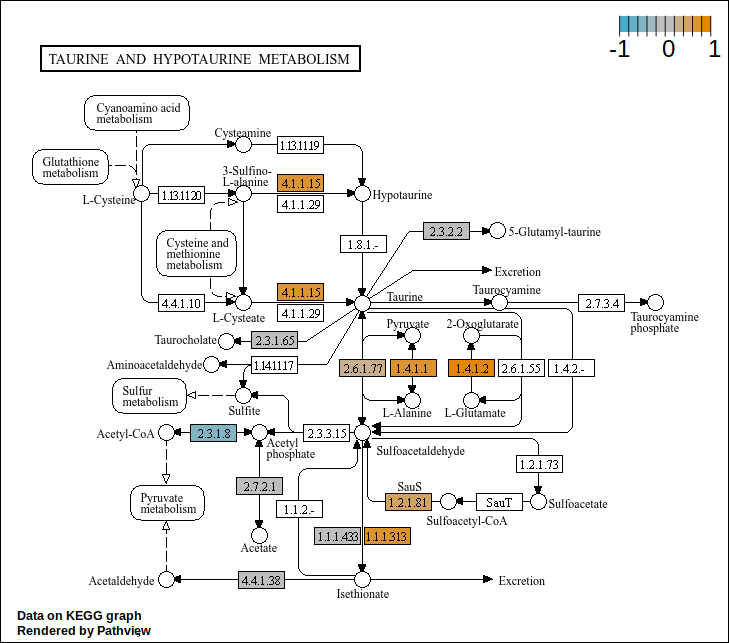 -1 0 1
TAURINE AND HYPOTAURINE METABOLISM
Cyanoamino acid
metabolism
Cysteamine
1.13.11.19
Glutathione
metabolism
3-Sulfino-
L-alanine
4.1.1.15
L-Cysteine
1.13.11.20
4.1.1.29
Hypotaurine
Cysteine and
methionine
metabolism
1.8.1.-
2.3.2.2
5-Glutamyl-taurine
Excretion
4.4.1.10
L-Cysteate
4.1.1.15
4.1.1.29
Taurine
Taurocyamine
2.7.3.4
Taurocyamine
phosphate
Taurocholate
2.3.1.65
Pyruvate
2-Oxoglutarate
Aminoacetaldehyde
1.14.11.17
2.6.1.77
1.4.1.1
1.4.1.2
2.6.1.55
1.4.2.-
Sulfur
metabolism
Sulfite
L-Alanine
L-Glutamate
Acetyl-CoA
2.3.1.8
Acetyl
phosphate
2.3.3.15
Sulfoacetaldehyde
1.2.1.73
Pyruvate
metabolism
2.7.2.1
1.1.2.-
SauS
1.2.1.81
Sulfoacetyl-CoA
SauT
Sulfoacetate
Acetate
1.1.1.433
1.1.1.313
Acetaldehyde
4.4.1.38
Isethionate
Excretion
Data on KEGG graph
Rendered by Pathview